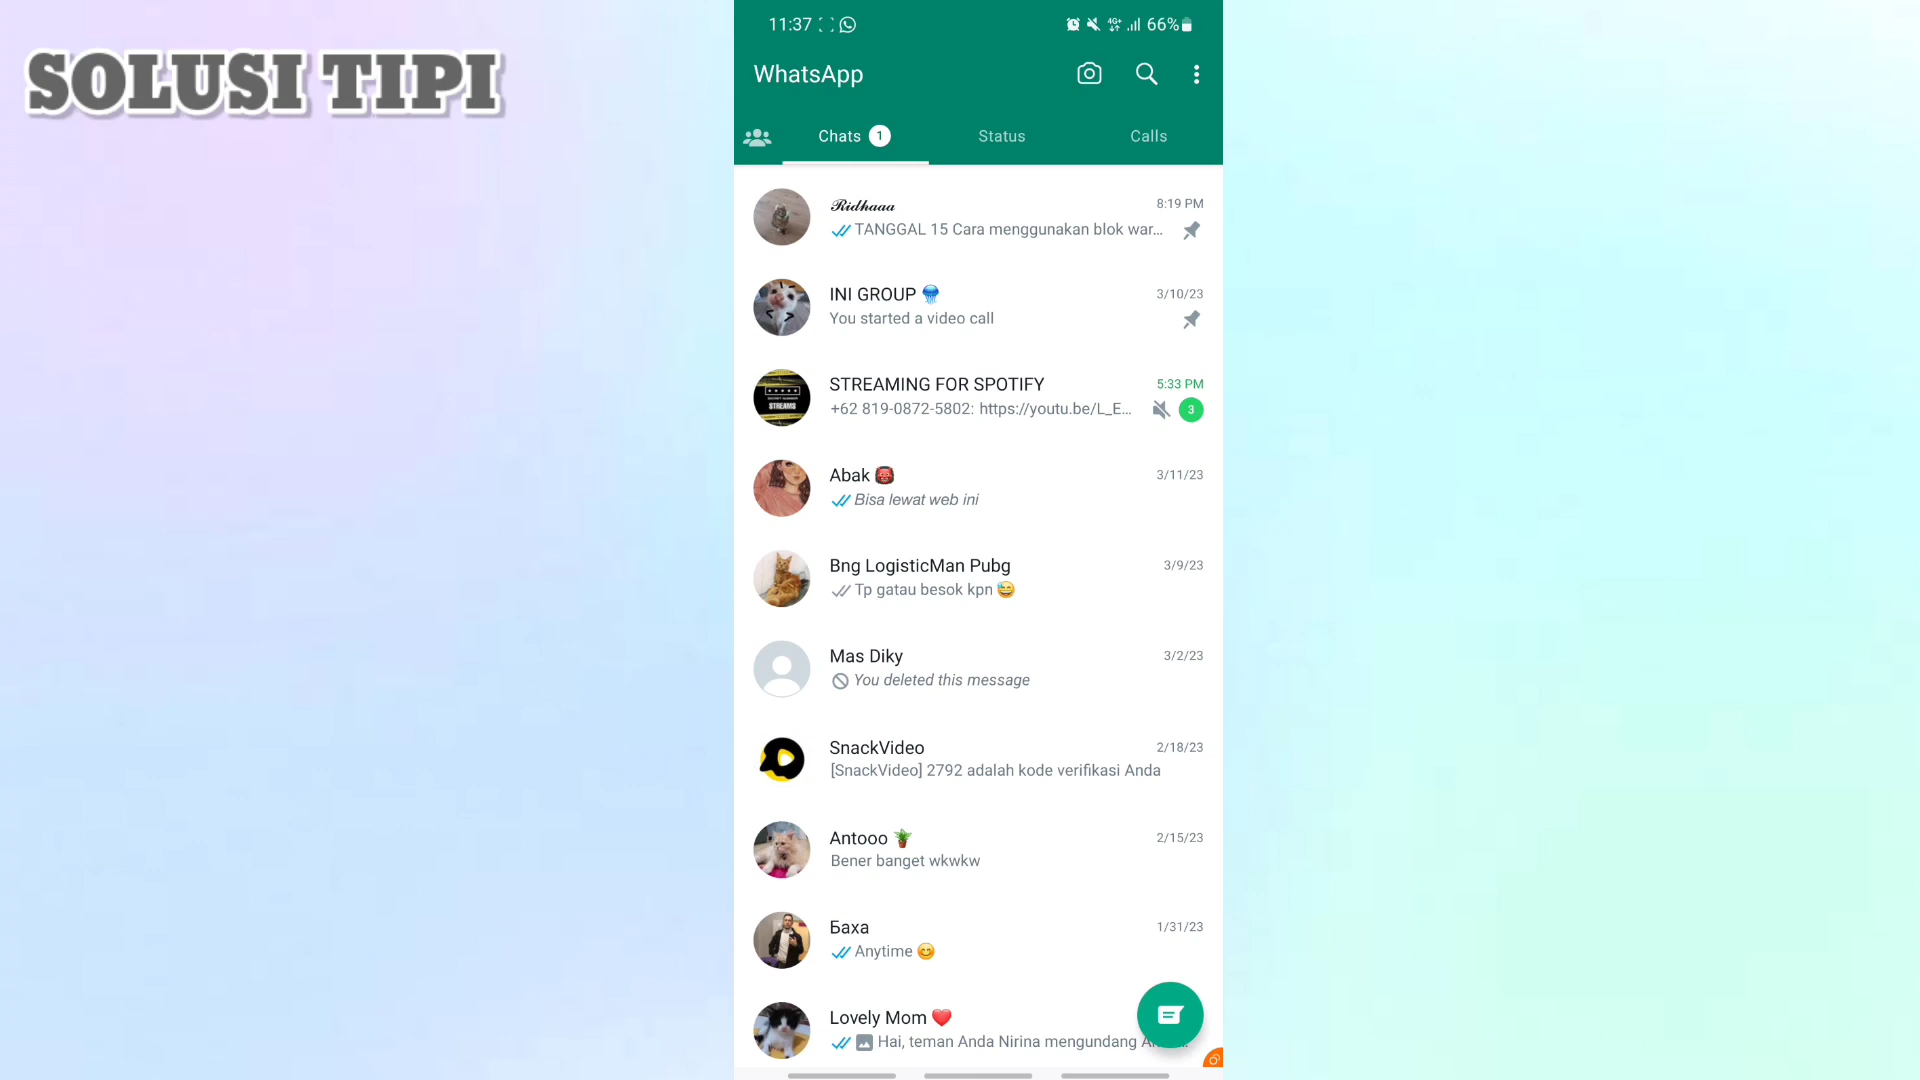 SOLUSI TIPI
11:37 4G+ 66%
WhatsApp
Chats 1 Status Calls
𝓡𝓲𝓭𝓱𝓪𝓪𝓪 8:19 PM
TANGGAL 15 Cara menggunakan blok war...
INI GROUP 3/10/23
You started a video call
STREAMING FOR SPOTIFY 5:33 PM
+62 819-0872-5802: https://youtu.be/L_E... 3
STREAMS
Abak 👹 3/11/23
Bisa lewat web ini
Bng LogisticMan Pubg 3/9/23
Tp gatau besok kpn 😅
Mas Diky 3/2/23
You deleted this message
SnackVideo 2/18/23
[SnackVideo] 2792 adalah kode verifikasi Anda
Antooo 🪴 2/15/23
Bener banget wkwkw
Баха 1/31/23
Anytime 😊
Lovely Mom ❤️
Hai, teman Anda Nirina mengundang